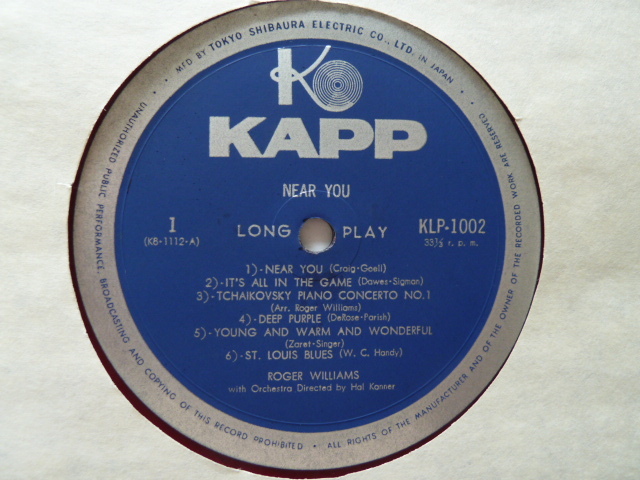 MFD BY TOKYO SHIBAURA ELECTRIC CO., LTD. IN JAPAN
KAPP
NEAR YOU
1
(KB-1112-A)
LONG PLAY
KLP-1002
33⅓ r. p. m.
1)-NEAR YOU (Craig-Goell)
2)-IT'S ALL IN THE GAME (Dawes-Sigman)
3)-TCHAIKOVSKY PIANO CONCERTO NO.1
(Arr. Roger Williams)
4)-DEEP PURPLE (DeRose-Parish)
5)-YOUNG AND WARM AND WONDERFUL
(Zaret-Singer)
6)-ST. LOUIS BLUES (W. C. Handy)
ROGER WILLIAMS
with Orchestra Directed by Hal Kanner
UNAUTHORIZED PUBLIC PERFORMANCE, BROADCASTING AND COPYING OF THIS RECORD PROHIBITED • ALL RIGHTS OF THE MANUFACTURER AND OF THE OWNER OF THE RECORDED WORK ARE RESERVED